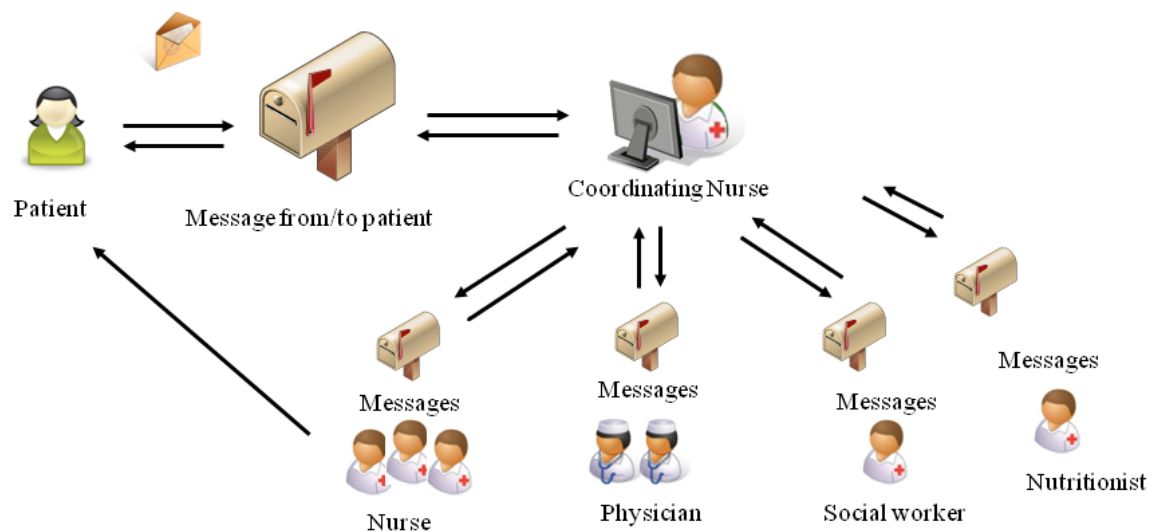 Patient
Message from/to patient
Coordinating Nurse
Messages
Messages
Messages
Messages
Nurse
Physician
Social worker
Nutritionist